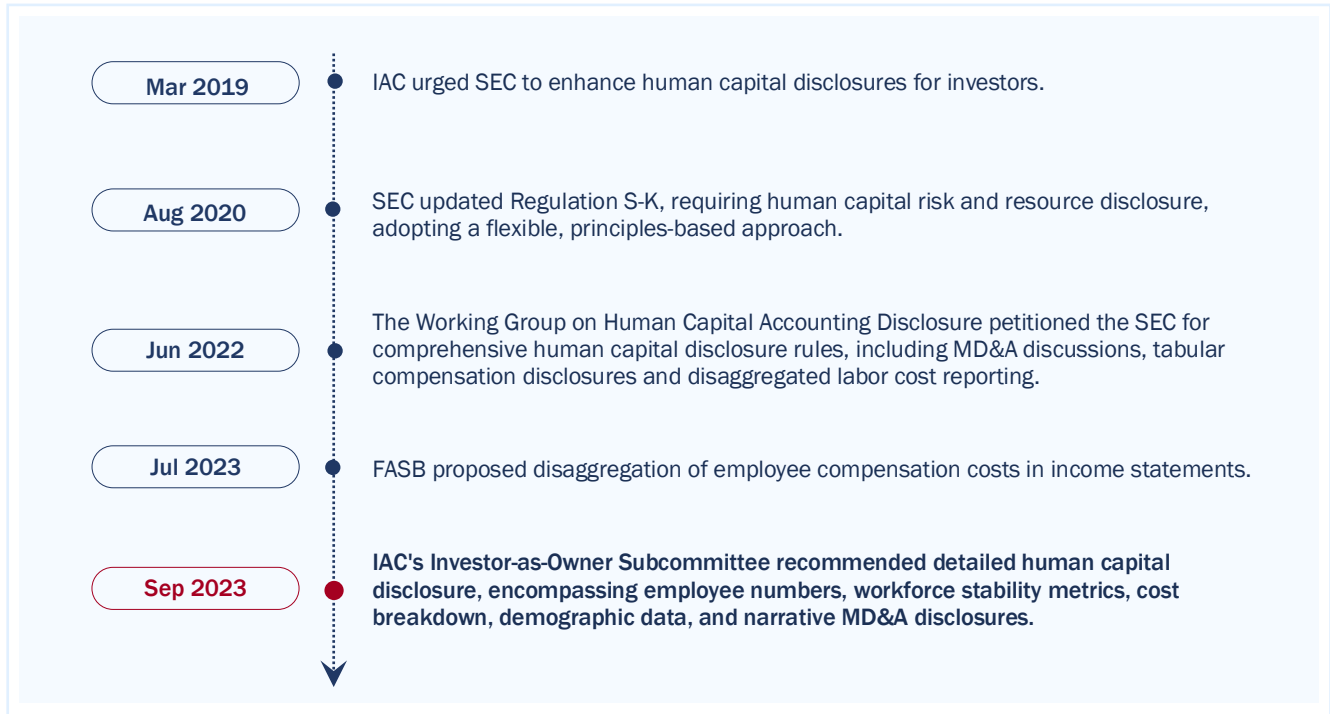 Mar 2019
IAC urged SEC to enhance human capital disclosures for investors.
Aug 2020
SEC updated Regulation S-K, requiring human capital risk and resource disclosure,
adopting a flexible, principles-based approach.
Jun 2022
The Working Group on Human Capital Accounting Disclosure petitioned the SEC for
comprehensive human capital disclosure rules, including MD&A discussions, tabular
compensation disclosures and disaggregated labor cost reporting.
Jul 2023
FASB proposed disaggregation of employee compensation costs in income statements.
Sep 2023
IAC's Investor-as-Owner Subcommittee recommended detailed human capital
disclosure, encompassing employee numbers, workforce stability metrics, cost
breakdown, demographic data, and narrative MD&A disclosures.